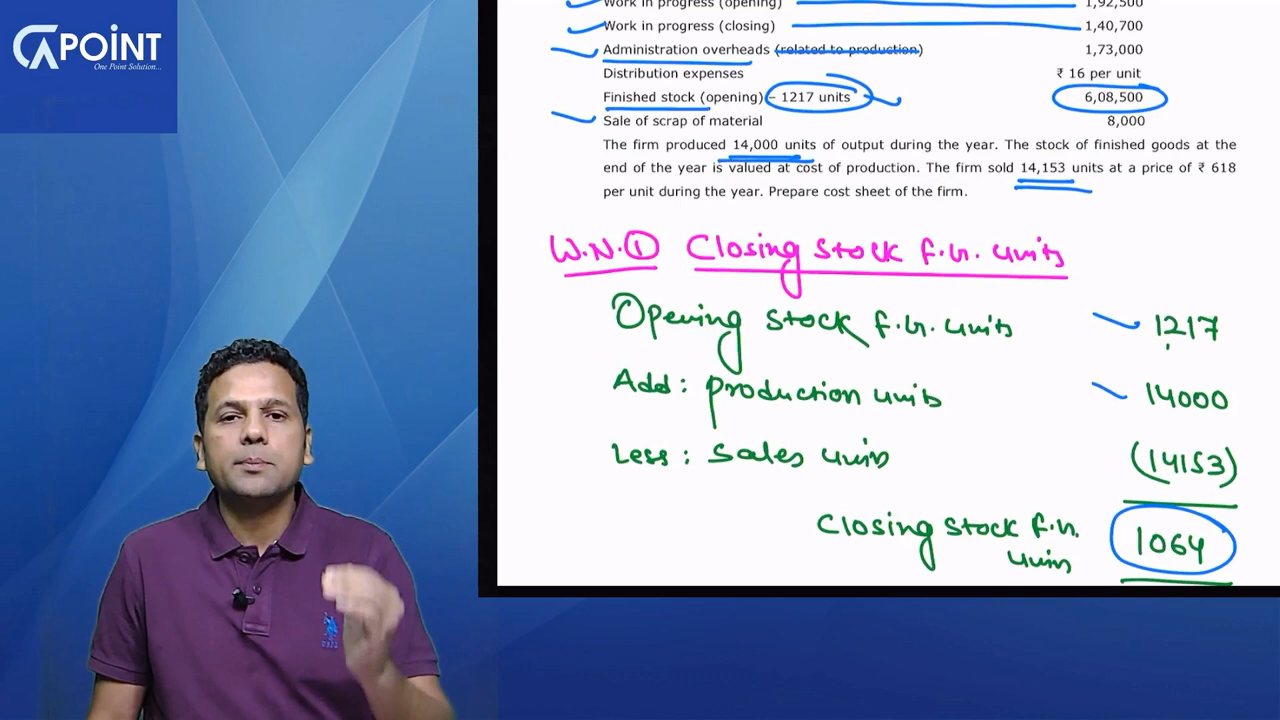 CAPOINT
One Point Solution...
Work in progress (opening) 1,92,500
Work in progress (closing) 1,40,700
Administration overheads (related to production) 1,73,000
Distribution expenses ₹ 16 per unit
Finished stock (opening) – 1217 units 6,08,500
Sale of scrap of material 8,000
The firm produced 14,000 units of output during the year. The stock of finished goods at the
end of the year is valued at cost of production. The firm sold 14,153 units at a price of ₹ 618
per unit during the year. Prepare cost sheet of the firm.
W.N.① Closing Stock f.G. units
Opening Stock f.G. units 1217
Add: production units 14000
Less: Sales units (14153)
Closing Stock f.G. units 1064